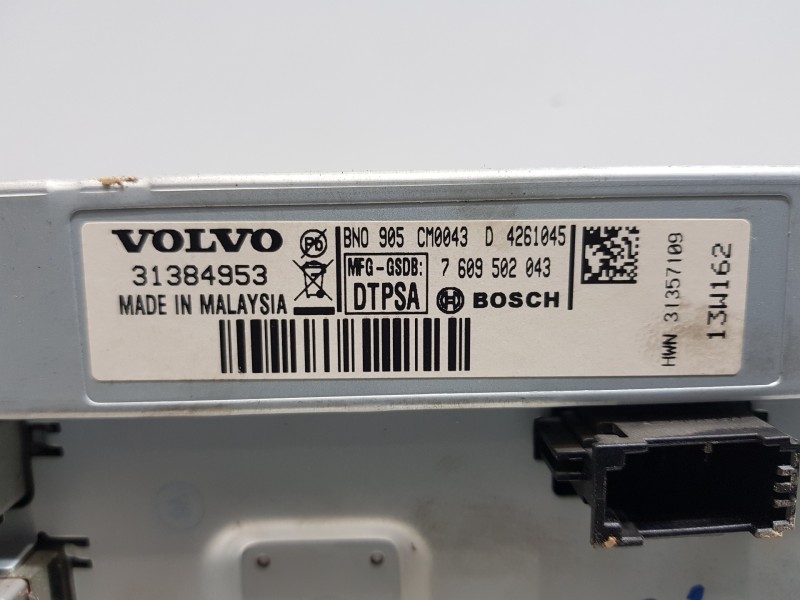 VOLVO
31384953
MADE IN MALAYSIA
BNO 905 CM0043 D 4261045
MFG-GSDB:
DTPSA
7 609 502 043
BOSCH
HWN 31357109
13W162